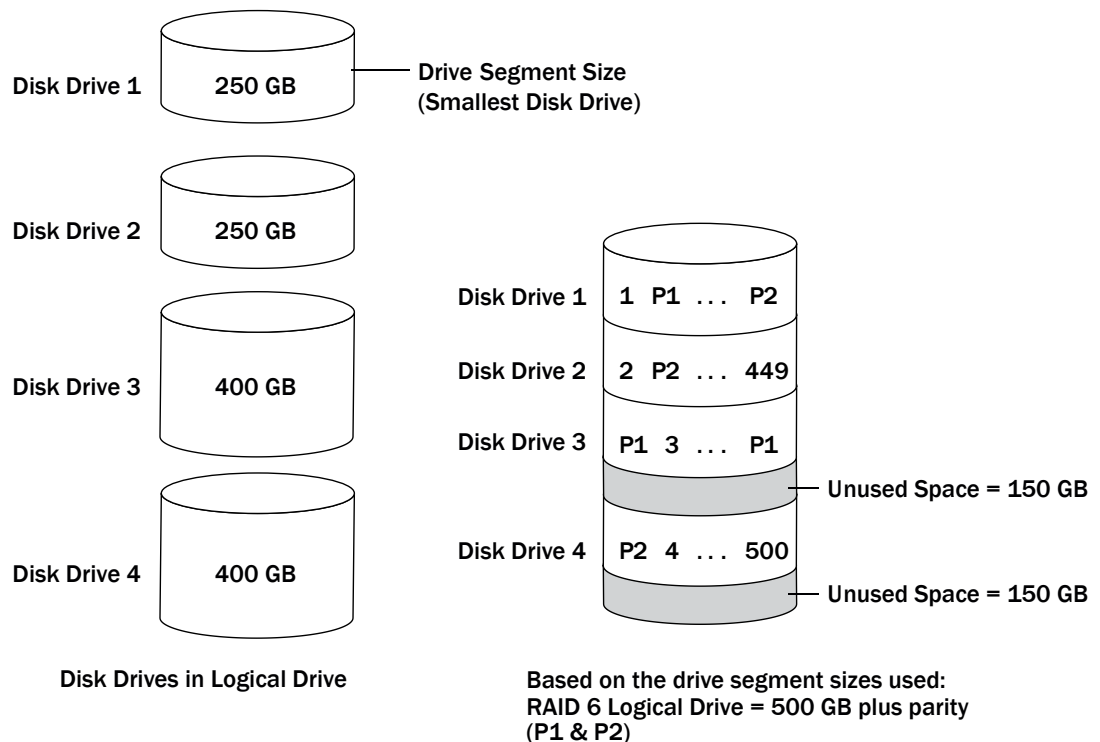 Disk Drive 1
250 GB
Drive Segment Size
(Smallest Disk Drive)
Disk Drive 2
250 GB
Disk Drive 3
400 GB
Disk Drive 4
400 GB
Disk Drives in Logical Drive
Disk Drive 1
1 P1 ... P2
Disk Drive 2
2 P2 ... 449
Disk Drive 3
P1 3 ... P1
Unused Space = 150 GB
Disk Drive 4
P2 4 ... 500
Unused Space = 150 GB
Based on the drive segment sizes used:
RAID 6 Logical Drive = 500 GB plus parity
(P1 & P2)